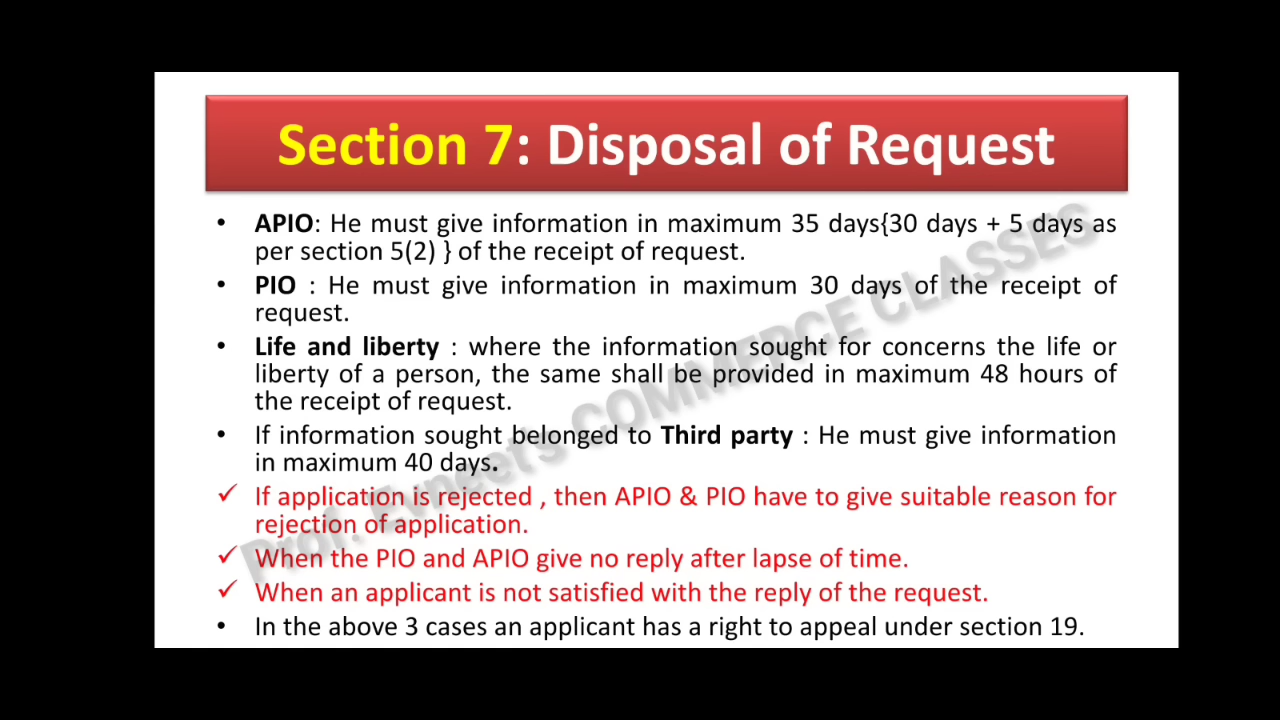 Section 7: Disposal of Request
• APIO: He must give information in maximum 35 days{30 days + 5 days as
per section 5(2) } of the receipt of request.
• PIO : He must give information in maximum 30 days of the receipt of
request.
• Life and liberty : where the information sought for concerns the life or
liberty of a person, the same shall be provided in maximum 48 hours of
the receipt of request.
• If information sought belonged to Third party : He must give information
in maximum 40 days.
✓ If application is rejected , then APIO & PIO have to give suitable reason for
rejection of application.
✓ When the PIO and APIO give no reply after lapse of time.
✓ When an applicant is not satisfied with the reply of the request.
• In the above 3 cases an applicant has a right to appeal under section 19.
Prof. Evneet's COMMERCE CLASSES